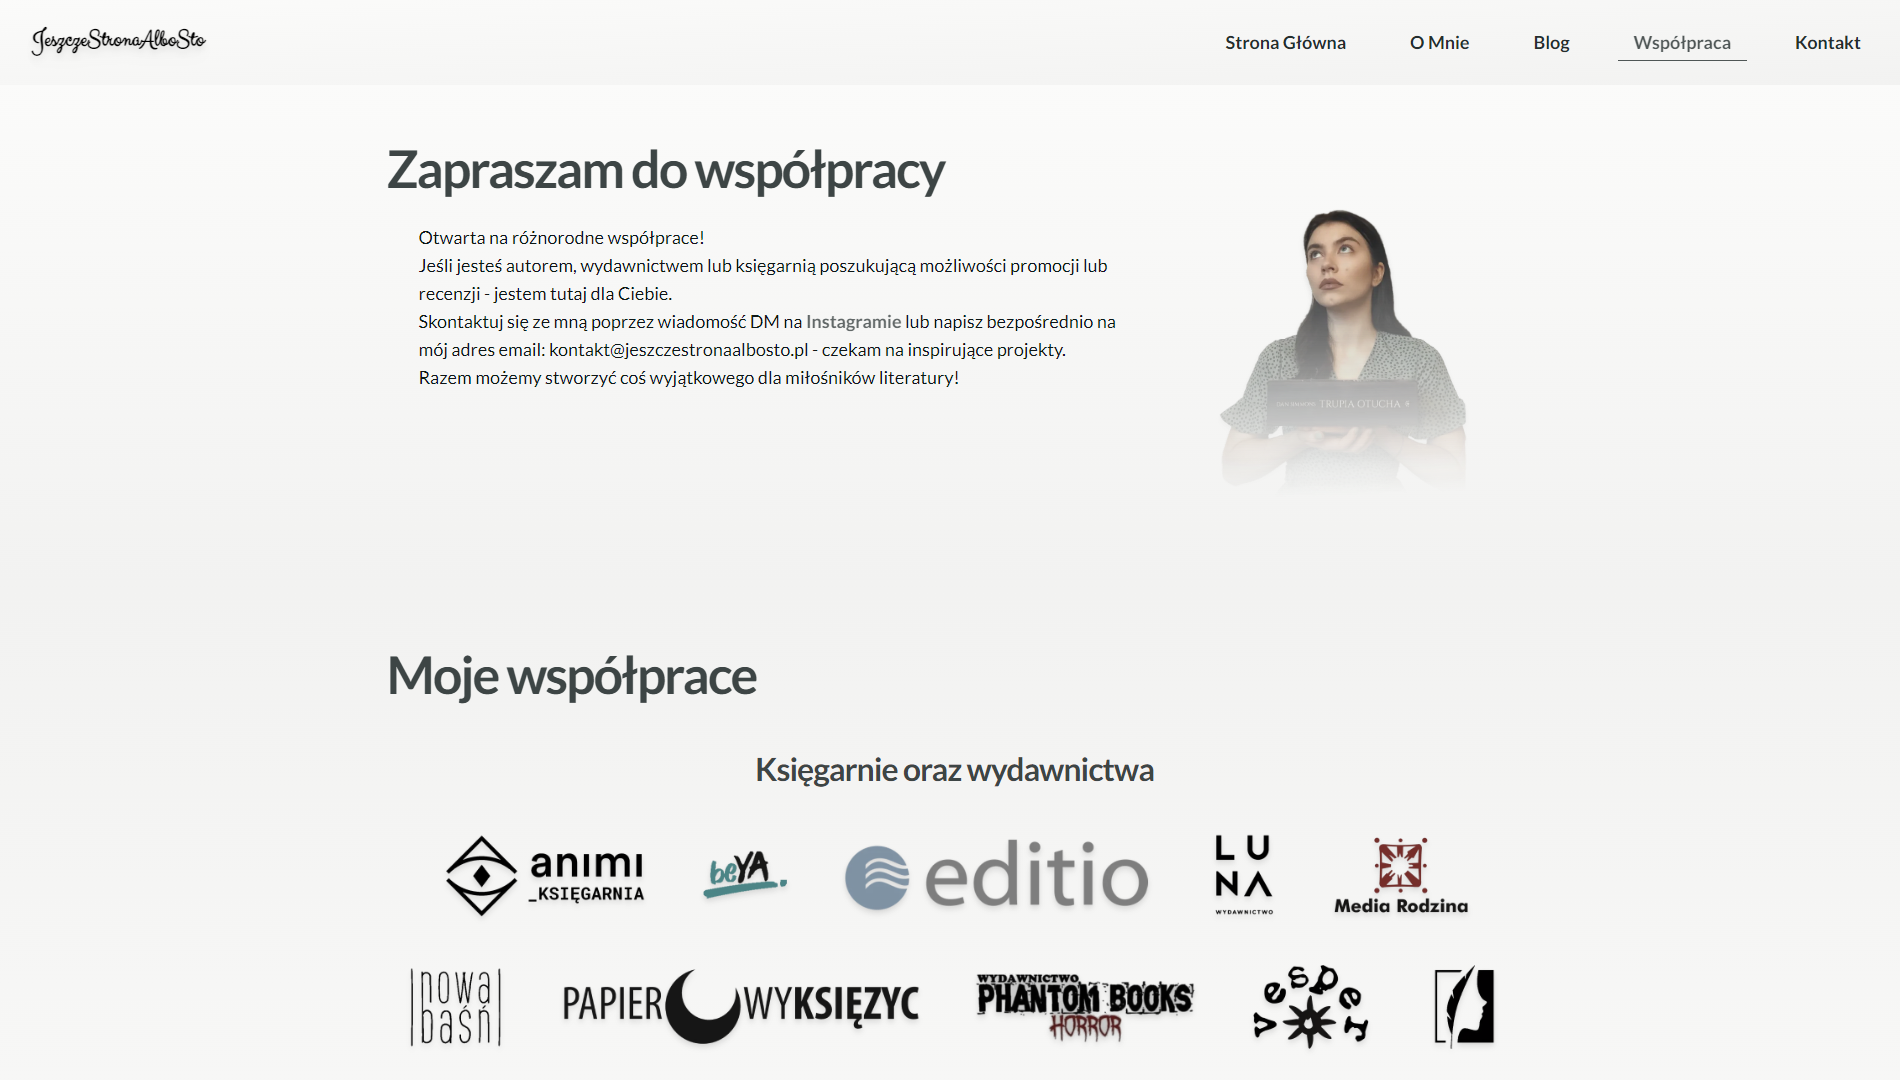 JeszczeStronaAlboSto
Strona Główna
O Mnie
Blog
Współpraca
Kontakt
Zapraszam do współpracy
Otwarta na różnorodne współprace!
Jeśli jesteś autorem, wydawnictwem lub księgarnią poszukującą możliwości promocji lub
recenzji - jestem tutaj dla Ciebie.
Skontaktuj się ze mną poprzez wiadomość DM na Instagramie lub napisz bezpośrednio na
mój adres email: kontakt@jeszczestronaalbosto.pl - czekam na inspirujące projekty.
Razem możemy stworzyć coś wyjątkowego dla miłośników literatury!
TRUPIA OTUCHA
Moje współprace
Księgarnie oraz wydawnictwa
animi
_KSIĘGARNIA
beYA.
editio
LU
NA
WYDAWNICTWO
Media Rodzina
nowa
baśń
PAPIEROWYKSIĘŻYC
WYDAWNICTWO
PHANTOM BOOKS
HORROR
vesper